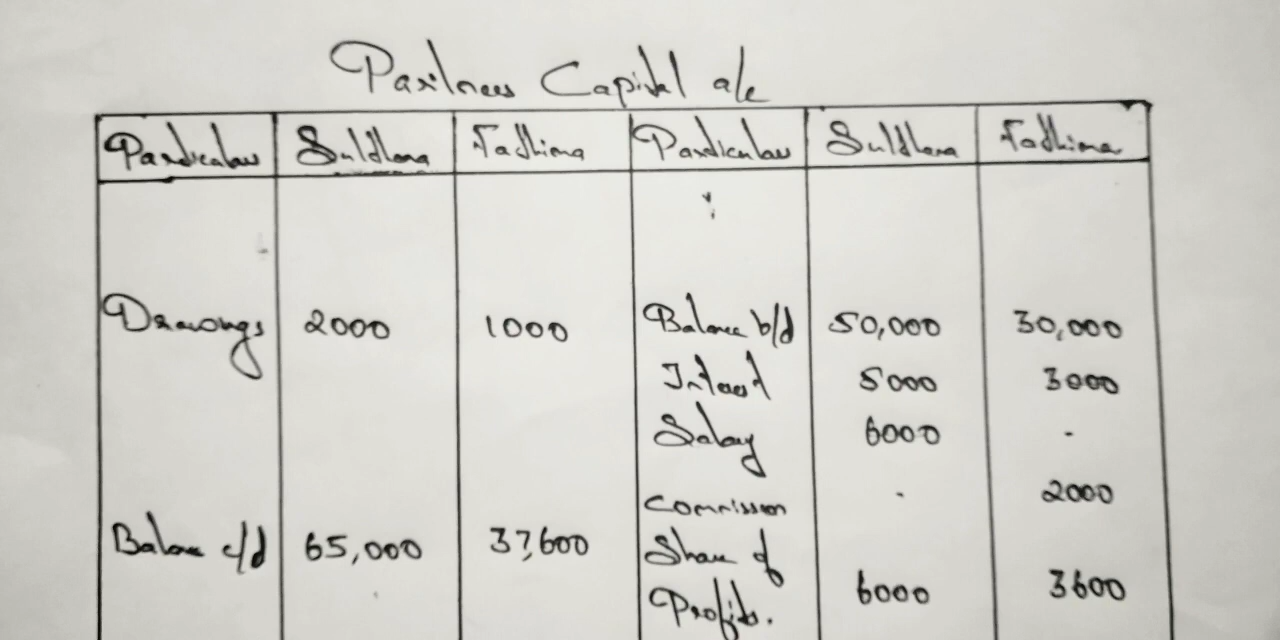 Partners Capital a/c
Particulars Suldhana Fadhima Particulars Suldhana Fadhima
Drawings 2000 1000 Balance b/d 50,000 30,000
Interest 5000 3000
Salary 6000 -
Commission - 2000
Balance c/d 65,000 37,600 Share of
Profits. 6000 3600